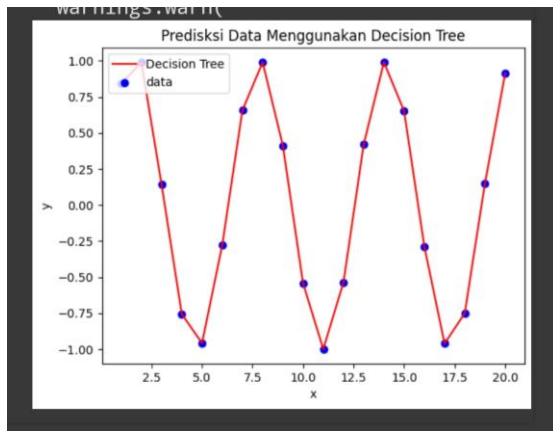 warnings.warn(
Predisksi Data Menggunakan Decision Tree
Decision Tree
data
1.00
0.75
0.50
0.25
0.00
−0.25
−0.50
−0.75
−1.00
y
2.5 5.0 7.5 10.0 12.5 15.0 17.5 20.0
x